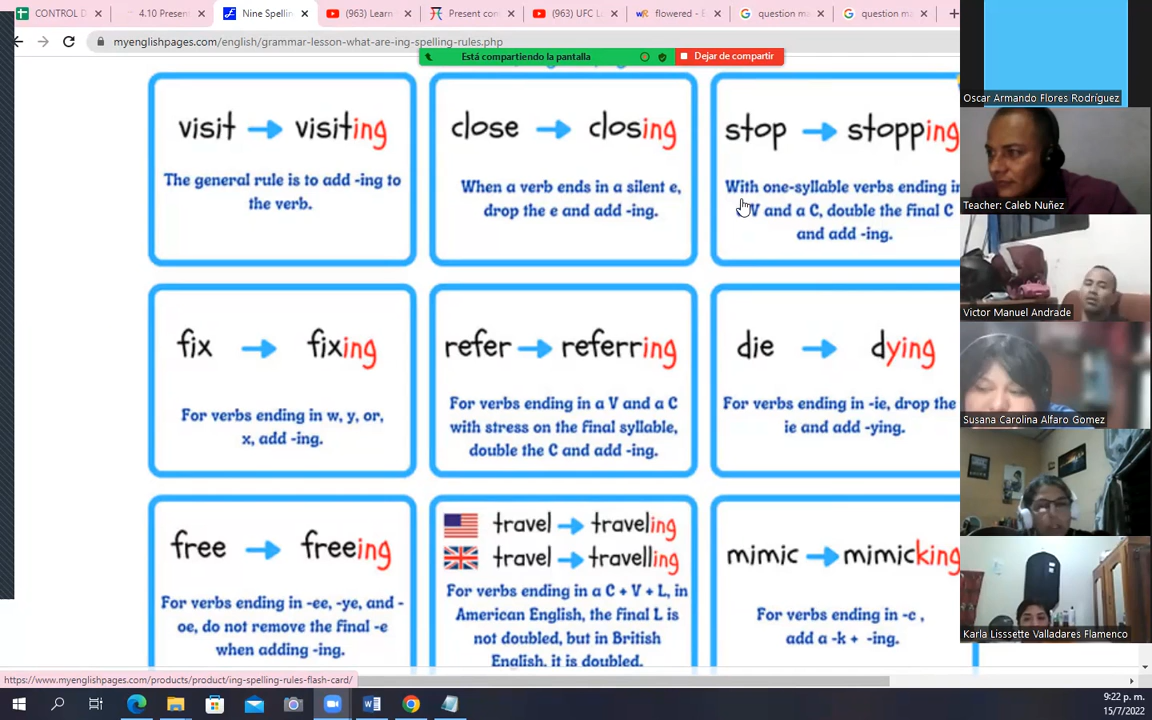 CONTROL D
4.10 Present
Nine Spellin
(963) Learn
Present con
(963) UFC L
flowered - E
question ma
question ma
myenglishpages.com/english/grammar-lesson-what-are-ing-spelling-rules.php
Está compartiendo la pantalla
Dejar de compartir
visit visiting
The general rule is to add -ing to
the verb.
close closing
When a verb ends in a silent e,
drop the e and add -ing.
stop stopping
With one-syllable verbs ending in
V and a C, double the final C
and add -ing.
fix fixing
For verbs ending in w, y, or,
x, add -ing.
refer referring
For verbs ending in a V and a C
with stress on the final syllable,
double the C and add -ing.
die dying
For verbs ending in -ie, drop the
ie and add -ying.
free freeing
For verbs ending in -ee, -ye, and -
oe, do not remove the final -e
when adding -ing.
travel traveling
travel travelling
For verbs ending in a C + V + L, in
American English, the final L is
not doubled, but in British
English, it is doubled.
mimic mimicking
For verbs ending in -c ,
add a -k + -ing.
Oscar Armando Flores Rodríguez
Teacher: Caleb Nuñez
Victor Manuel Andrade
Susana Carolina Alfaro Gomez
Karla Lisssette Valladares Flamenco
https://www.myenglishpages.com/products/product/ing-spelling-rules-flash-card/
9:22 p. m.
15/7/2022